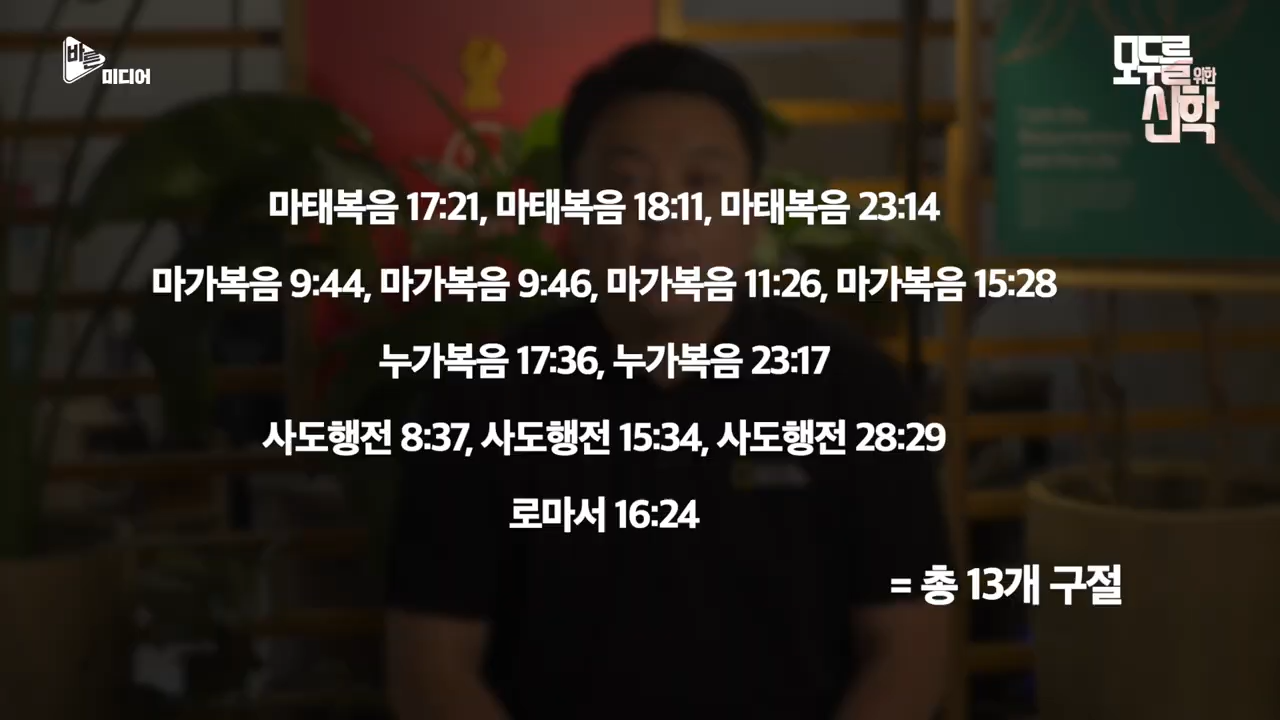 바른
미디어
모두를
위한
신학
마태복음 17:21, 마태복음 18:11, 마태복음 23:14
마가복음 9:44, 마가복음 9:46, 마가복음 11:26, 마가복음 15:28
누가복음 17:36, 누가복음 23:17
사도행전 8:37, 사도행전 15:34, 사도행전 28:29
로마서 16:24
= 총 13개 구절